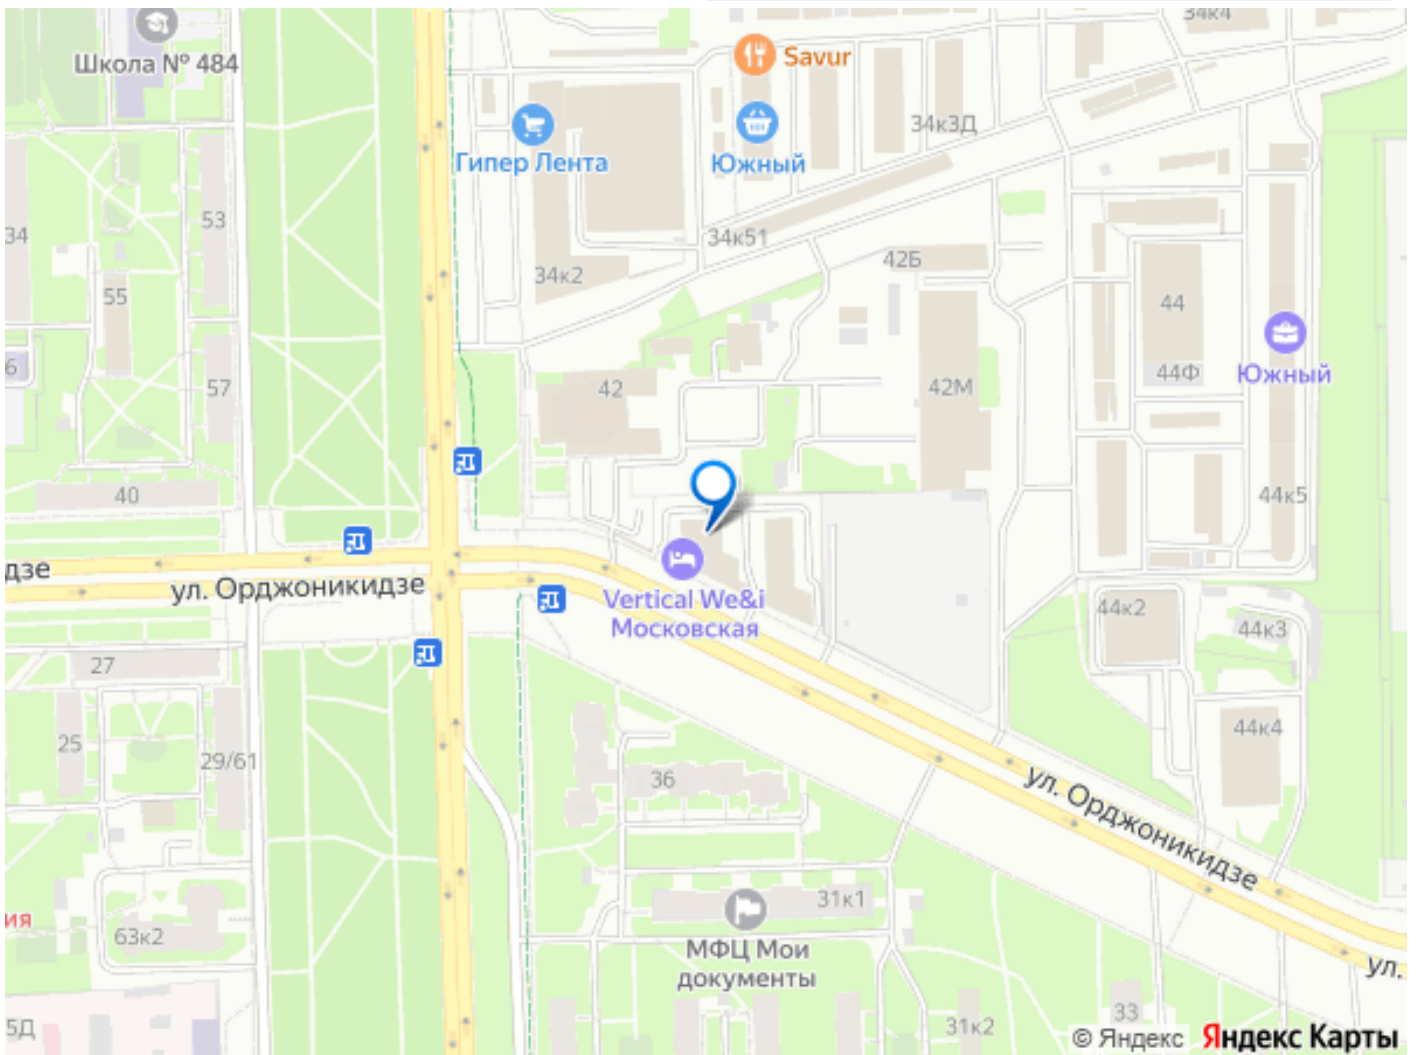 34к4
Школа № 484
Savur
34к3Д
Гипер Лента
Южный
53
34
34к51
42Б
34к2
55
44
6
57
42
42М
44Ф
Южный
40
44к5
дзе
ул. Орджоникидзе
Vertical We&i
Московская
44к2
44к3
27
25
29/61
44к4
36
ул. Орджоникидзе
31к1
ия
63к2
МФЦ Мои
документы
ул.
5Д
31к2
33
© Яндекс Яндекс Карты